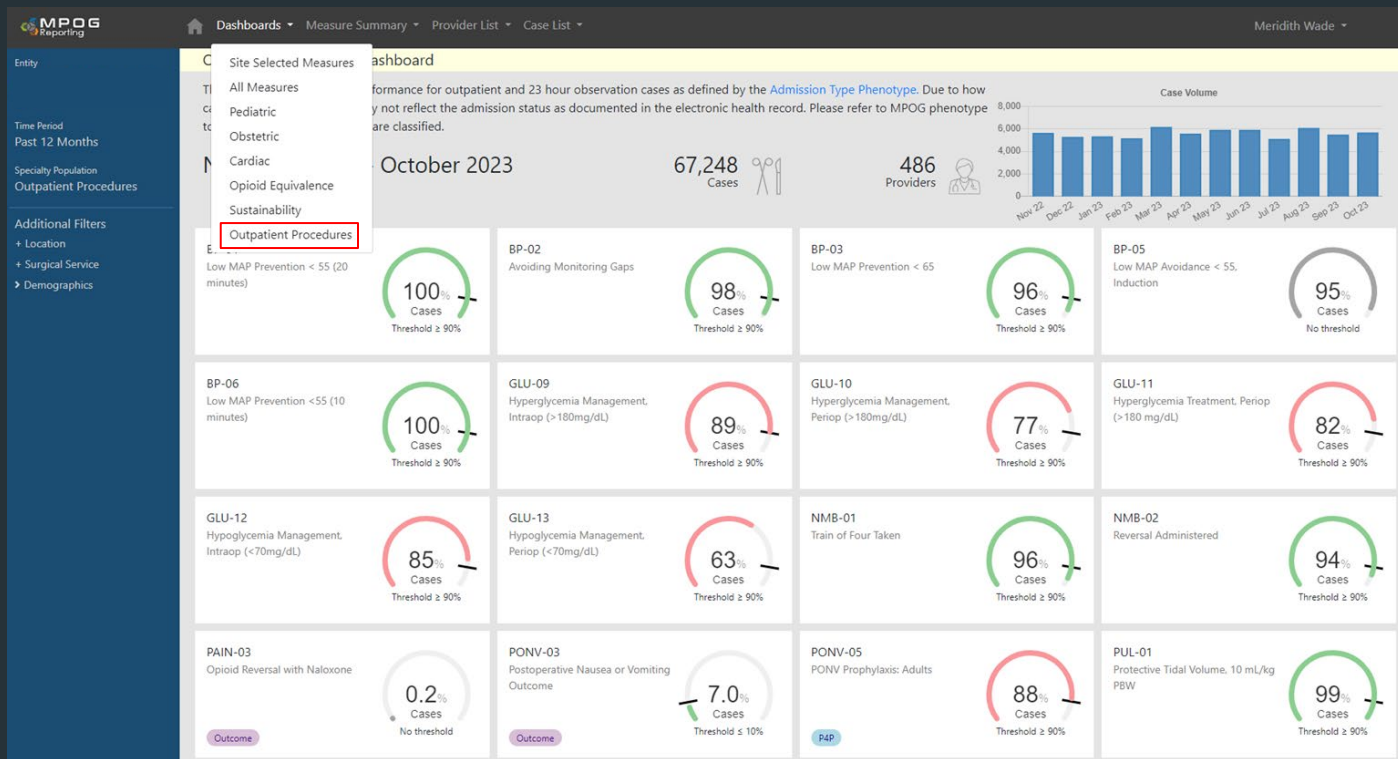 MPOG
Reporting
Dashboards
Measure Summary
Provider List
Case List
Meridith Wade
Entity
Time Period
Past 12 Months
Specialty Population
Outpatient Procedures
Additional Filters
+ Location
+ Surgical Service
Demographics
Site Selected Measures
All Measures
Pediatric
Obstetric
Cardiac
Opioid Equivalence
Sustainability
Outpatient Procedures
ashboard
formance for outpatient and 23 hour observation cases as defined by the Admission Type Phenotype. Due to how
not reflect the admission status as documented in the electronic health record. Please refer to MPOG phenotype
to are classified.
October 2023
67,248
Cases
486
Providers
Case Volume
8,000
6,000
4,000
2,000
0
Nov 22 Dec 22 Jan 23 Feb 23 Mar 23 Apr 23 May 23 Jun 23 Jul 23 Aug 23 Sep 23 Oct 23
Low MAP Prevention < 55 (20
minutes)
100%
Cases
Threshold ≥ 90%
BP-02
Avoiding Monitoring Gaps
98%
Cases
Threshold ≥ 90%
BP-03
Low MAP Prevention < 65
96%
Cases
Threshold ≥ 90%
BP-05
Low MAP Avoidance < 55,
Induction
95%
Cases
No threshold
BP-06
Low MAP Prevention <55 (10
minutes)
100%
Cases
Threshold ≥ 90%
GLU-09
Hyperglycemia Management,
Intraop (>180mg/dL)
89%
Cases
Threshold ≥ 90%
GLU-10
Hyperglycemia Management,
Periop (>180mg/dL)
77%
Cases
Threshold ≥ 90%
GLU-11
Hyperglycemia Treatment, Periop
(>180 mg/dL)
82%
Cases
Threshold ≥ 90%
GLU-12
Hypoglycemia Management,
Intraop (<70mg/dL)
85%
Cases
Threshold ≥ 90%
GLU-13
Hypoglycemia Management,
Periop (<70mg/dL)
63%
Cases
Threshold ≥ 90%
NMB-01
Train of Four Taken
96%
Cases
Threshold ≥ 90%
NMB-02
Reversal Administered
94%
Cases
Threshold ≥ 90%
PAIN-03
Opioid Reversal with Naloxone
0.2%
Cases
No threshold
Outcome
PONV-03
Postoperative Nausea or Vomiting
Outcome
7.0%
Cases
Threshold ≤ 10%
Outcome
PONV-05
PONV Prophylaxis: Adults
88%
Cases
Threshold ≥ 90%
P4P
PUL-01
Protective Tidal Volume, 10 mL/kg
PBW
99%
Cases
Threshold ≥ 90%